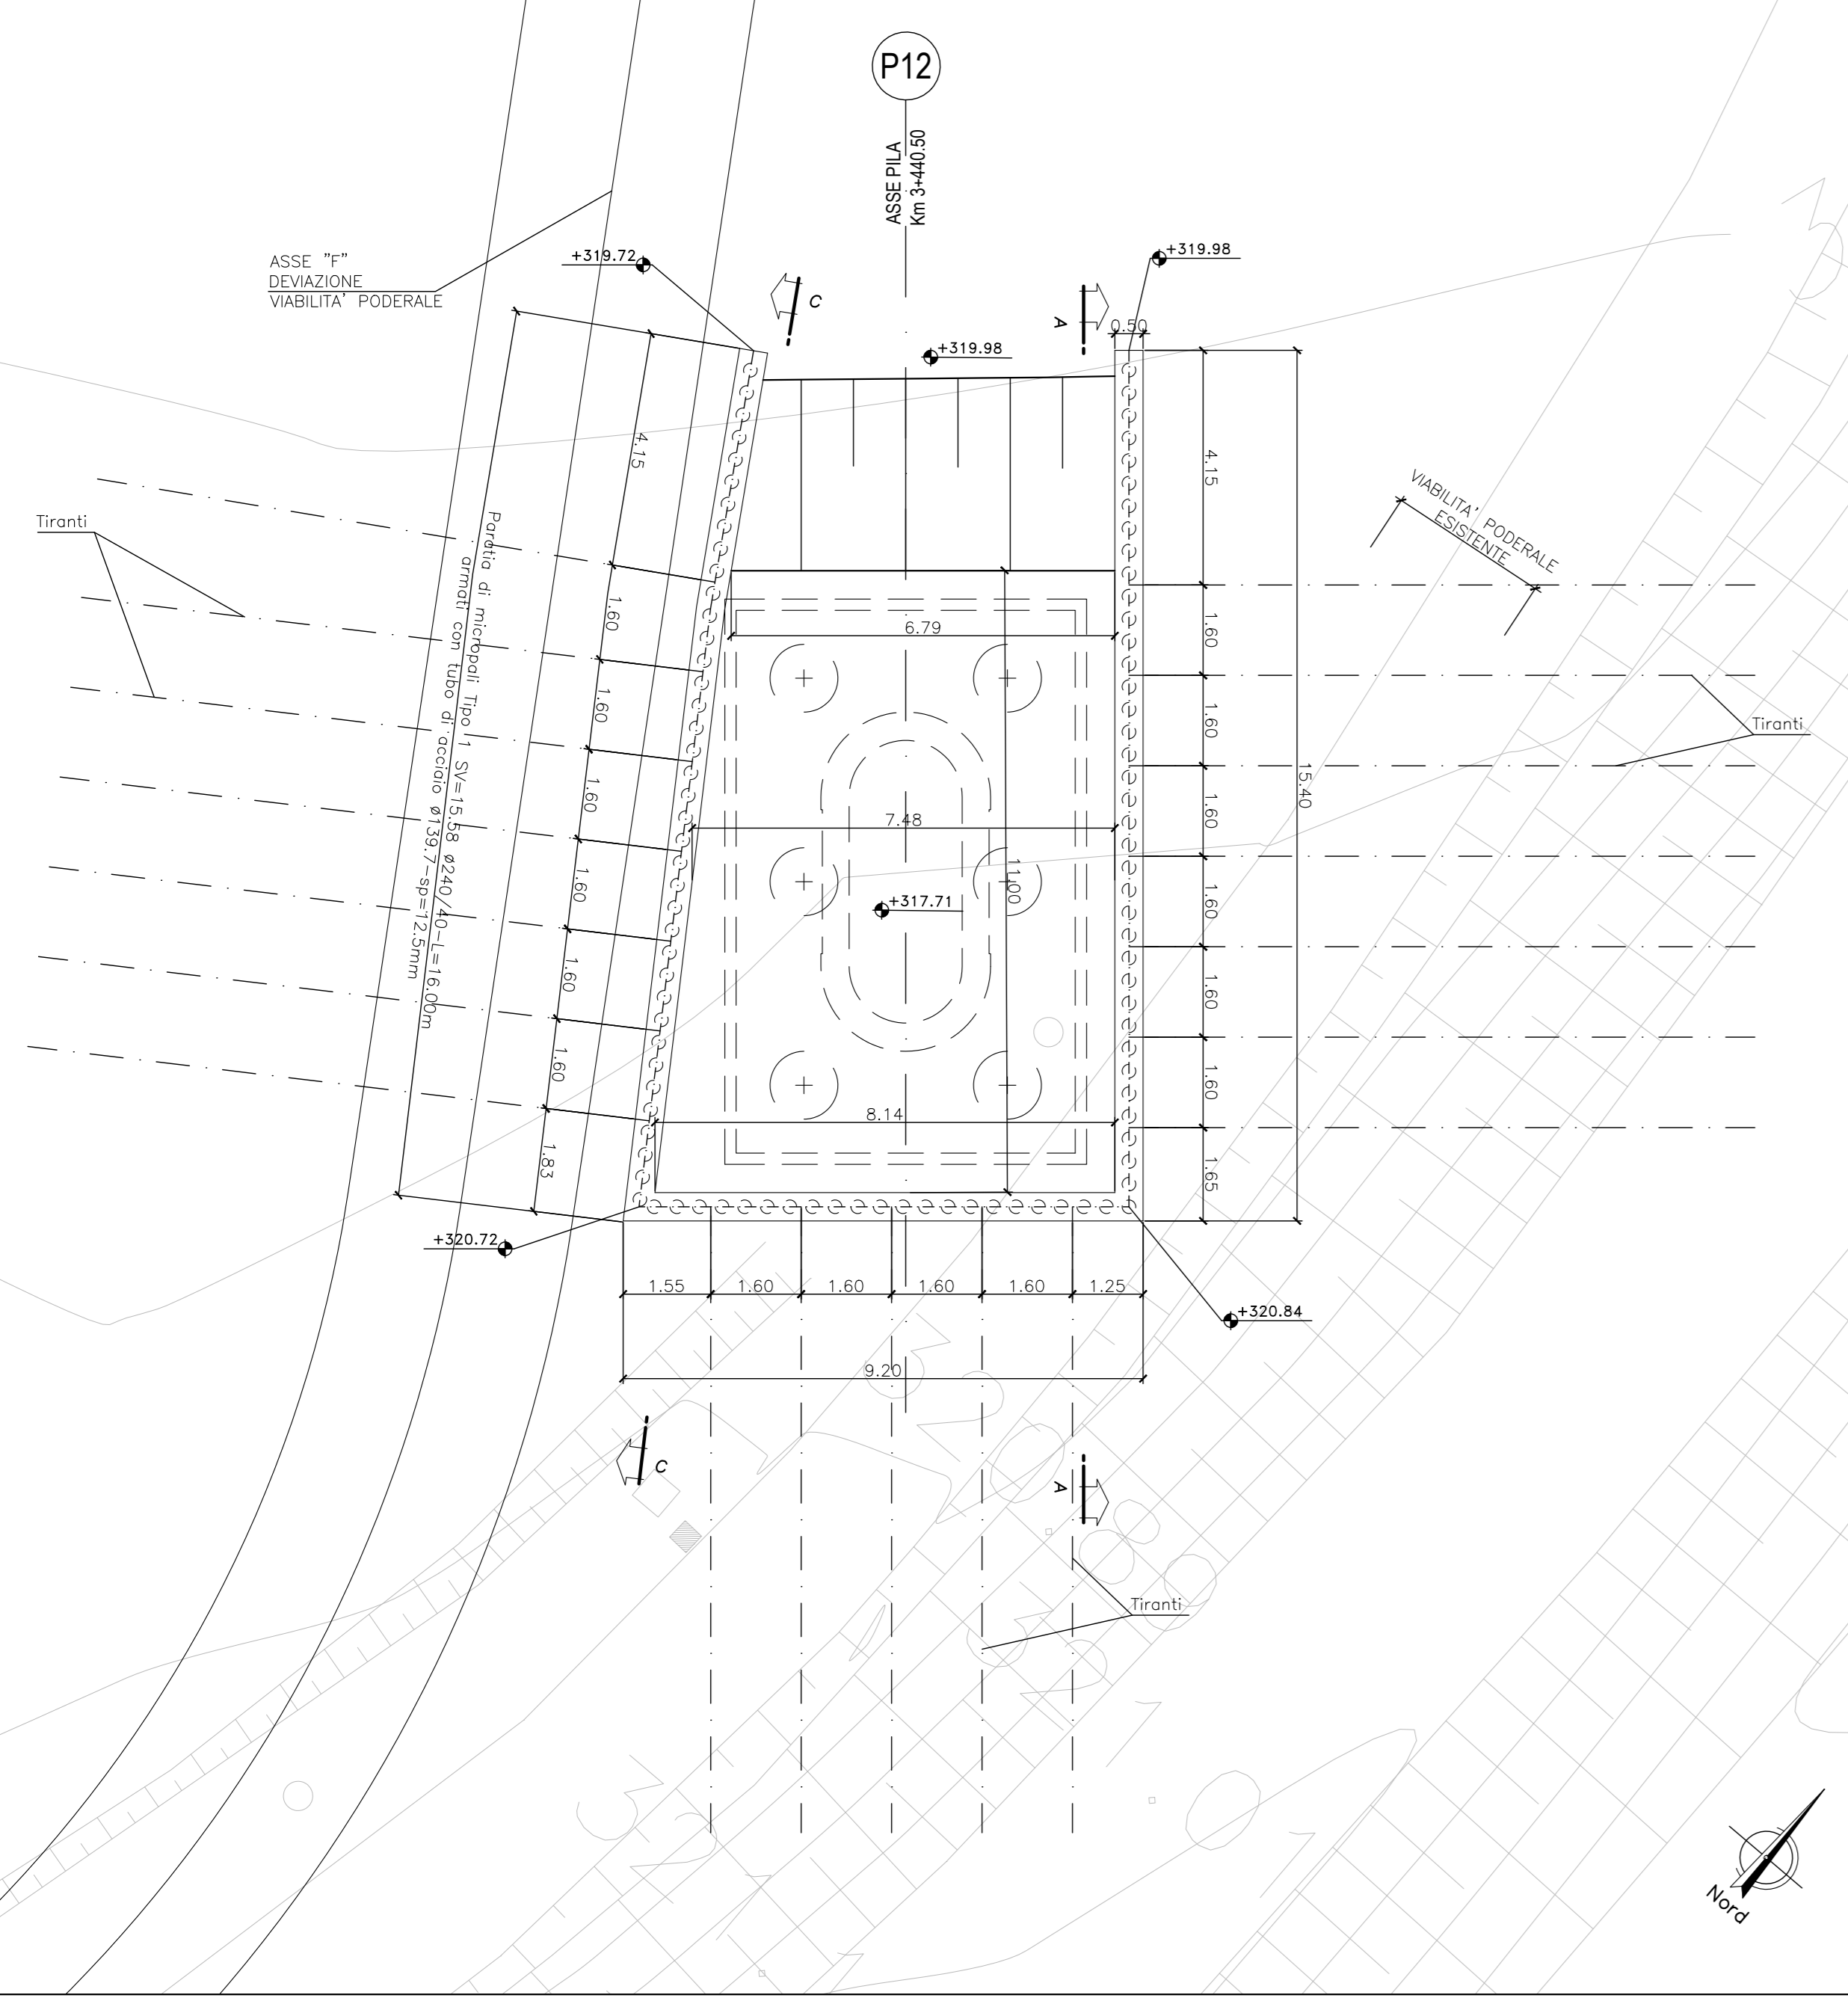 P12
ASSE PILA
Km 3+440.50
ASSE "F"
DEVIAZIONE
VIABILITA' PODERALE
+319.72
+319.98
C
A
0.50
+319.98
4.15
4.15
VIABILITA' PODERALE
ESISTENTE
Tiranti
Paratia di micropali Tipo 1 SV=15.58 ø240/40-L=16.00m
armati con tubo di acciaio ø139.7-sp=12.5mm
1.60
1.60
1.60
1.60
1.60
1.60
1.83
6.79
7.48
11.00
+317.71
8.14
1.60
1.60
1.60
1.60
1.60
1.60
1.65
15.40
Tiranti
+320.72
1.55
1.60
1.60
1.60
1.60
1.25
+320.84
9.20
C
A
Tiranti
Nord